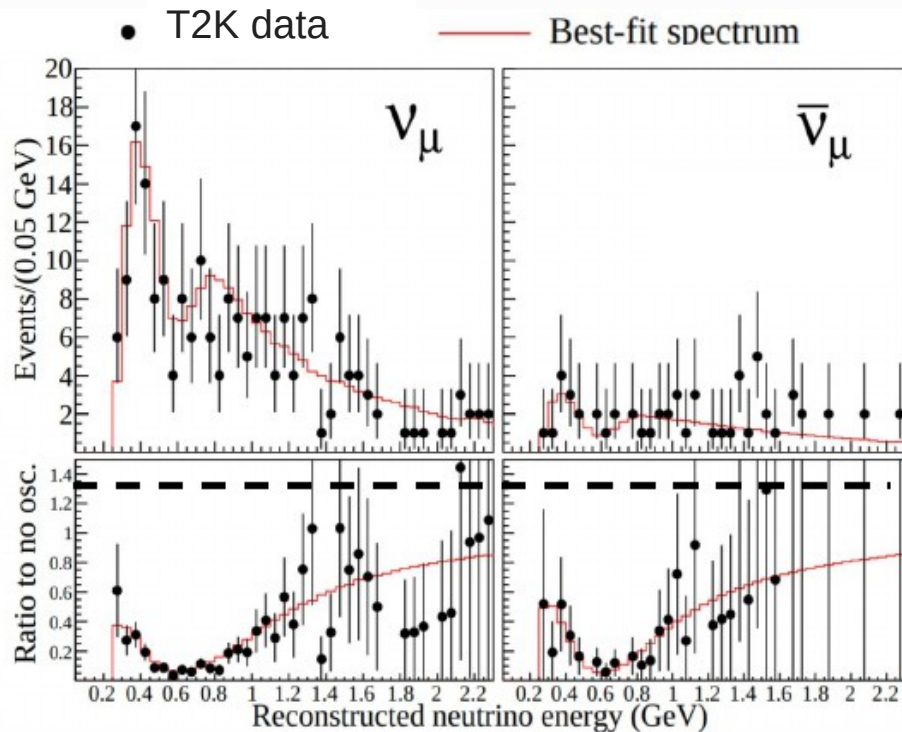 T2K data
Best-fit spectrum
νμ
ν̅μ
Events/(0.05 GeV)
20
18
16
14
12
10
8
6
4
2
Ratio to no osc.
1.4
1.2
1
0.8
0.6
0.4
0.2
0.2 0.4 0.6 0.8 1 1.2 1.4 1.6 1.8 2 2.2
0.2 0.4 0.6 0.8 1 1.2 1.4 1.6 1.8 2 2.2
Reconstructed neutrino energy (GeV)